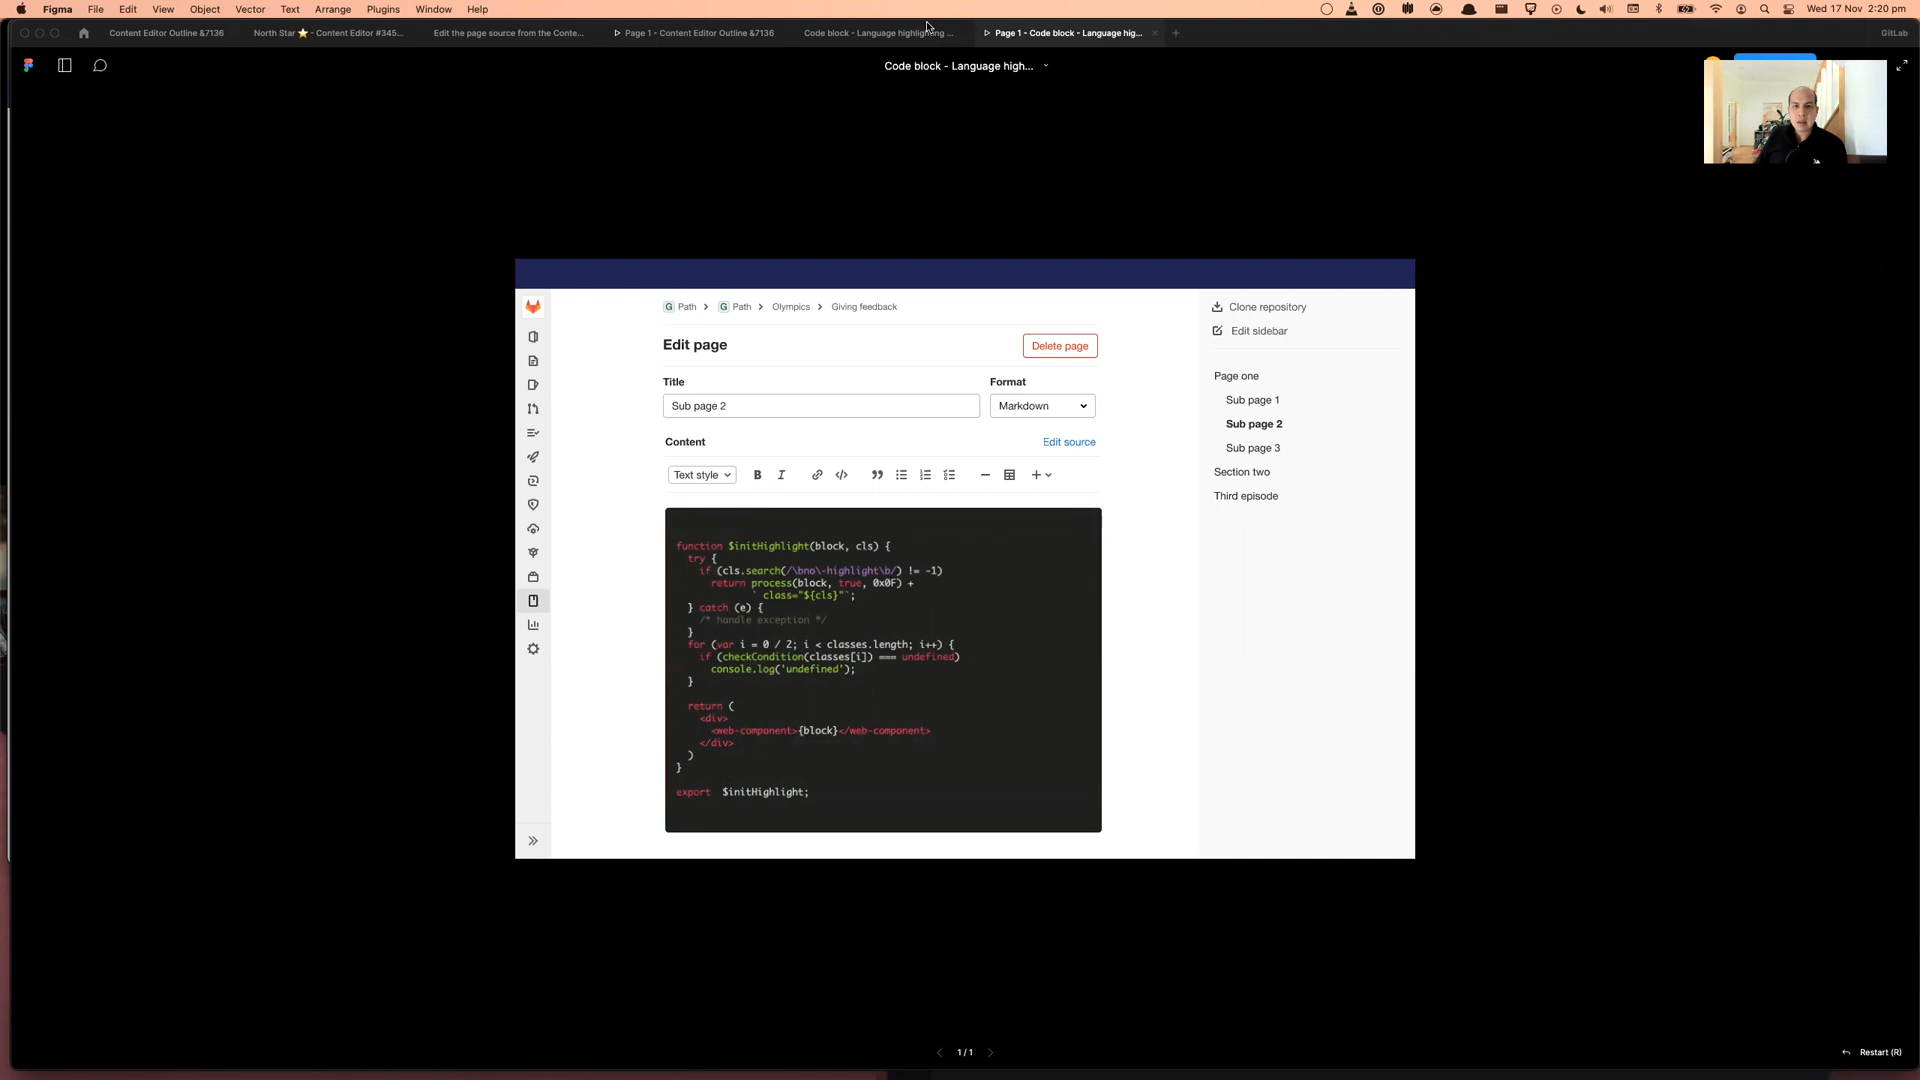 Figma File Edit View Object Vector Text Arrange Plugins Window Help Wed 17 Nov 2:20 pm
Content Editor Outline &7136 North Star ⭐ - Content Editor #345... Edit the page source from the Conte... Page 1 - Content Editor Outline &7136 Code block - Language highlighting ... Page 1 - Code block - Language hig... GitLab
Code block - Language high...
G Path > G Path > Olympics > Giving feedback
Clone repository
Edit sidebar
Edit page
Delete page
Title
Format
Sub page 2
Markdown
Content
Edit source
Text style
B I
Page one
Sub page 1
Sub page 2
Sub page 3
Section two
Third episode
function $initHighlight(block, cls) {
try {
if (cls.search(/\bno\-highlight\b/) != -1)
return process(block, true, 0x0F) +
` class="${cls}"`;
} catch (e) {
/* handle exception */
}
for (var i = 0 / 2; i < classes.length; i++) {
if (checkCondition(classes[i]) === undefined)
console.log('undefined');
}
return (
<div>
<web-component>{block}</web-component>
</div>
)
}
export $initHighlight;
1 / 1
Restart (R)